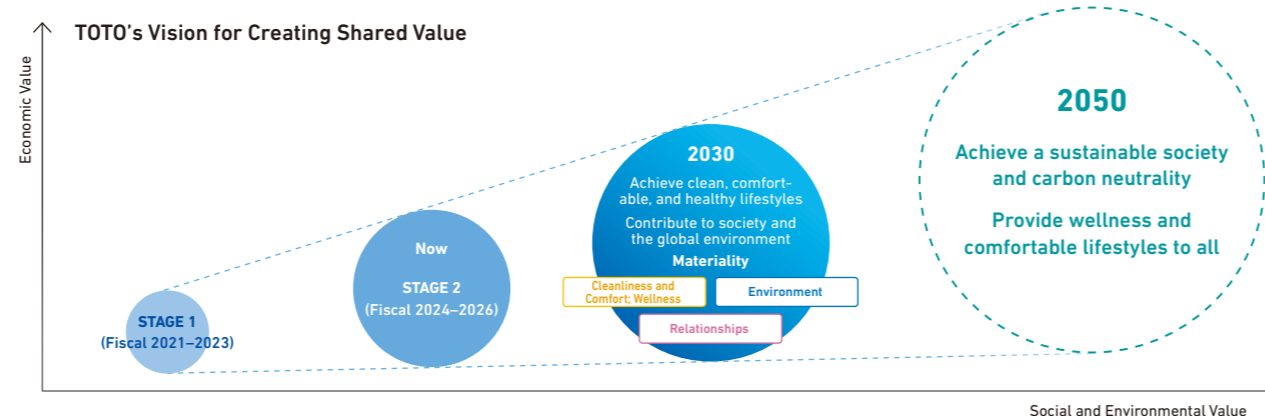 TOTO’s Vision for Creating Shared Value
Economic Value
STAGE 1
(Fiscal 2021–2023)
Now
STAGE 2
(Fiscal 2024–2026)
2030
Achieve clean, comfort-
able, and healthy lifestyles
Contribute to society and
the global environment
Materiality
Cleanliness and
Comfort; Wellness
Environment
Relationships
2050
Achieve a sustainable society
and carbon neutrality
Provide wellness and
comfortable lifestyles to all
Social and Environmental Value